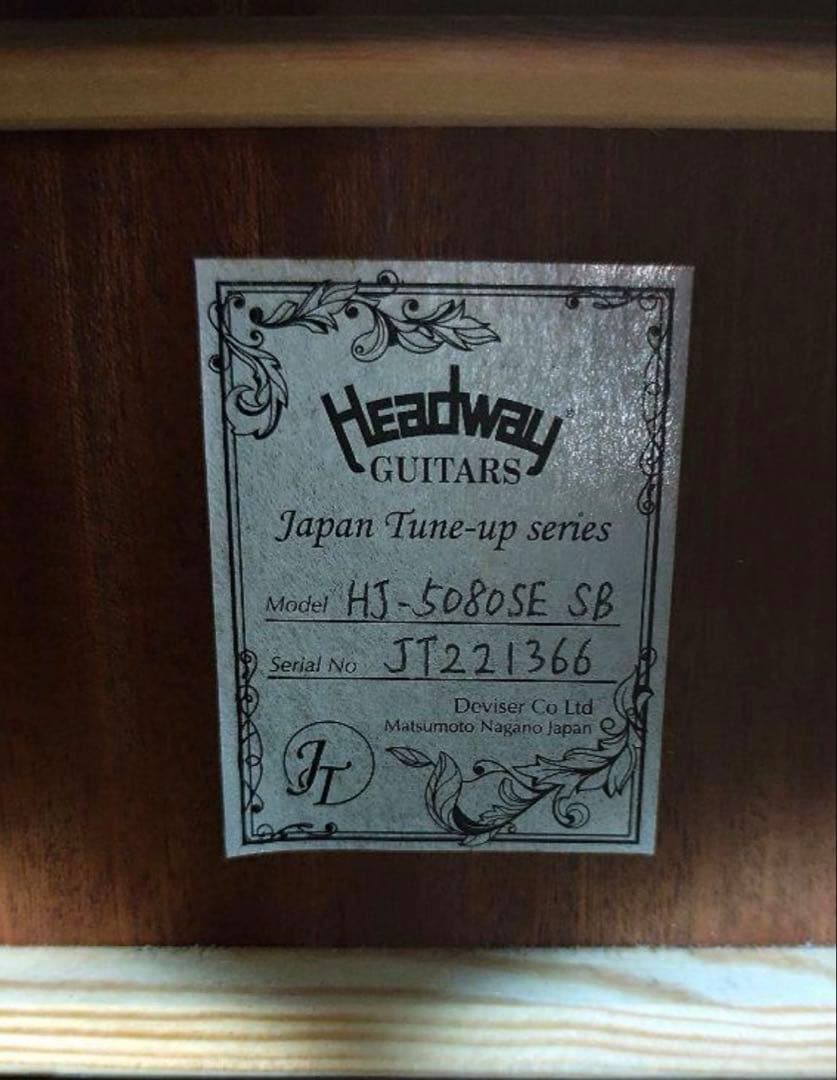 Headway®
GUITARS
Japan Tune-up series
Model HJ-5080SE SB
Serial No JT221366
Deviser Co Ltd
Matsumoto Nagano Japan
JT